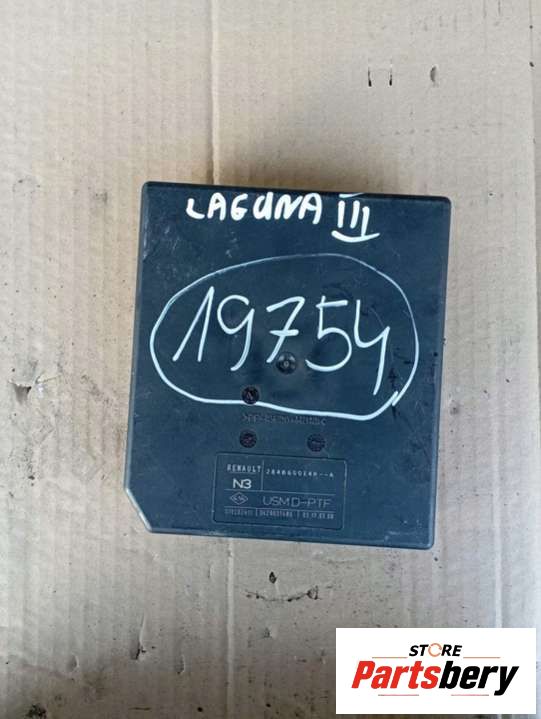 LAGUNA III
19754
RENAULT
284B60024R--A
N3
USM D-PTF
STORE
Partsbery